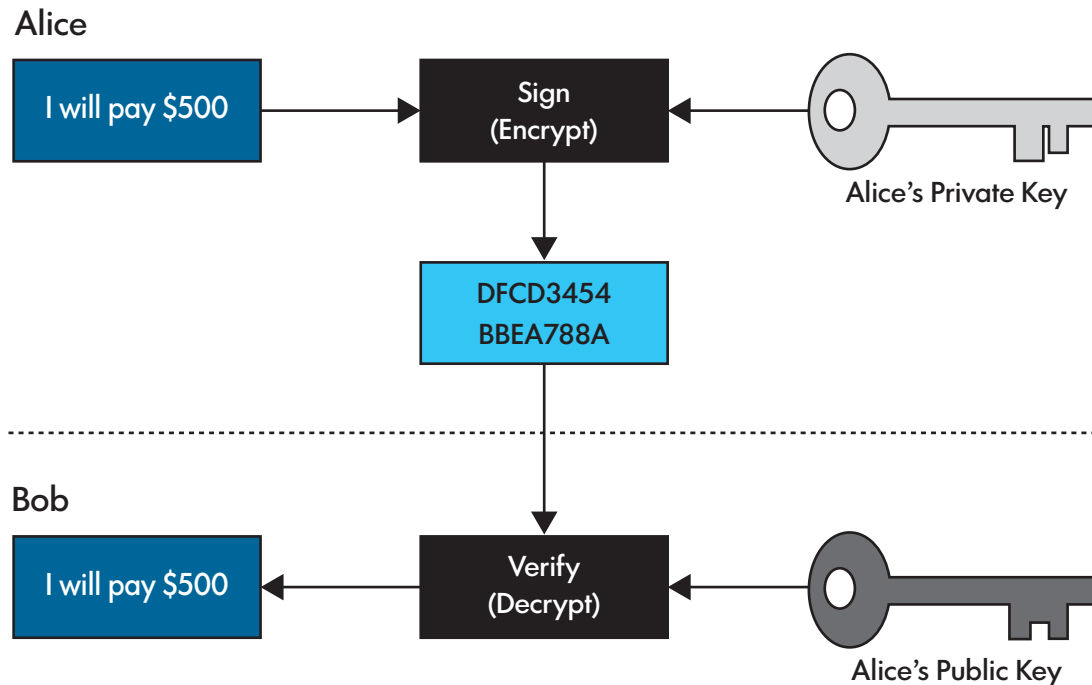 Alice
I will pay $500
Sign
(Encrypt)
Alice’s Private Key
DFCD3454
BBEA788A
Bob
I will pay $500
Verify
(Decrypt)
Alice’s Public Key